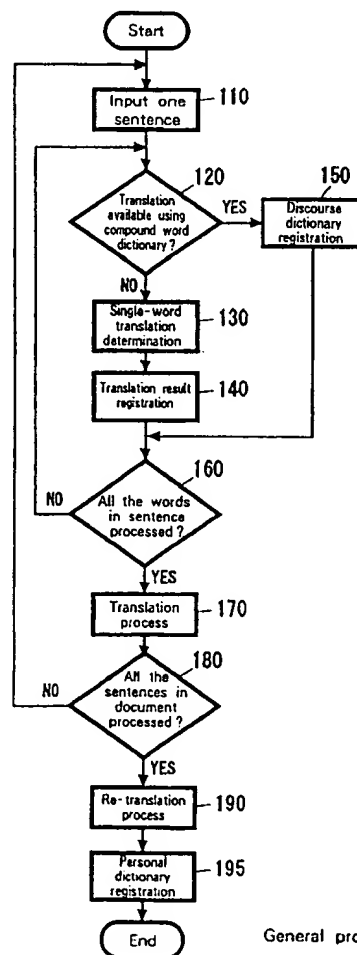 Start
Input one
sentence
110
120
Translation
available using
compound word
dictionary?
YES
150
Discourse
dictionary
registration
NO
Single-word
translation
determination
130
Translation result
registration
140
160
NO
All the words
in sentence
processed?
YES
Translation
process
170
180
NO
All the
sentences in
document
processed?
YES
Re-translation
process
190
Personal
dictionary
registration
195
End
General pro